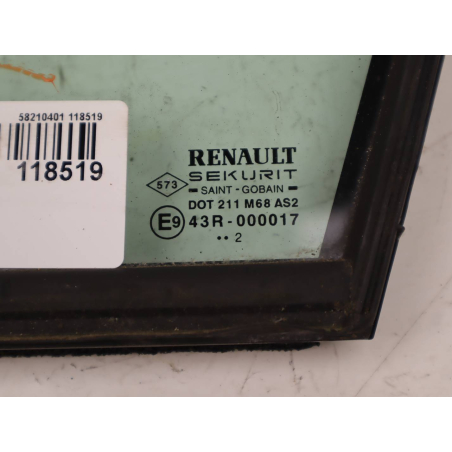 58210401 118519
118519
RENAULT
SEKURIT
573
SAINT - GOBAIN
DOT 211 M68 AS2
E9 43R-000017
•• 2